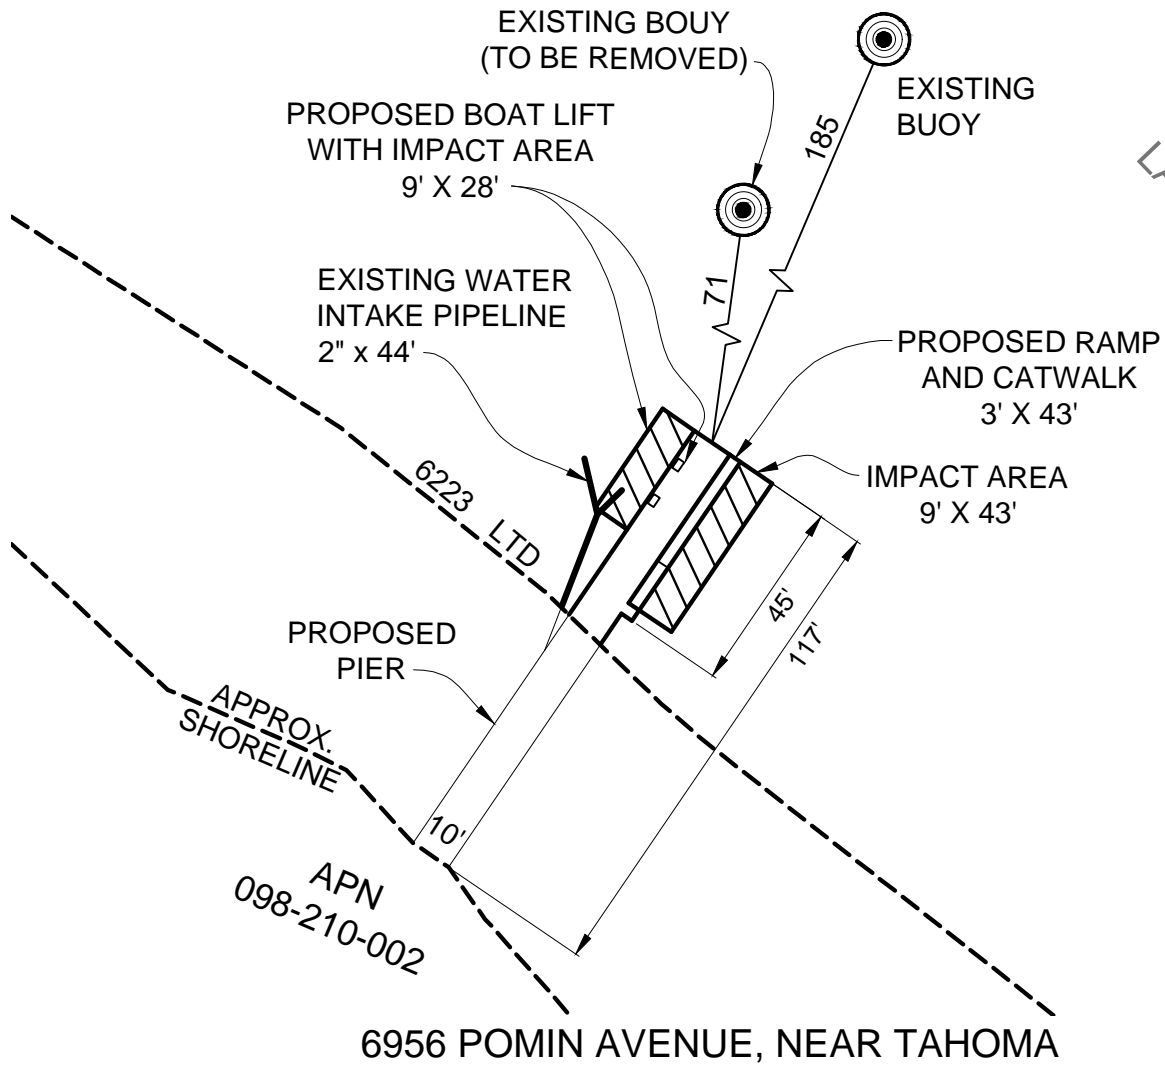 EXISTING BOUY
(TO BE REMOVED)
EXISTING
BUOY
PROPOSED BOAT LIFT
WITH IMPACT AREA
9' X 28'
185
EXISTING WATER
INTAKE PIPELINE
2" x 44'
71
PROPOSED RAMP
AND CATWALK
3' X 43'
IMPACT AREA
9' X 43'
6223 LTD
45'
117'
PROPOSED
PIER
APPROX.
SHORELINE
10'
APN
098-210-002
6956 POMIN AVENUE, NEAR TAHOMA